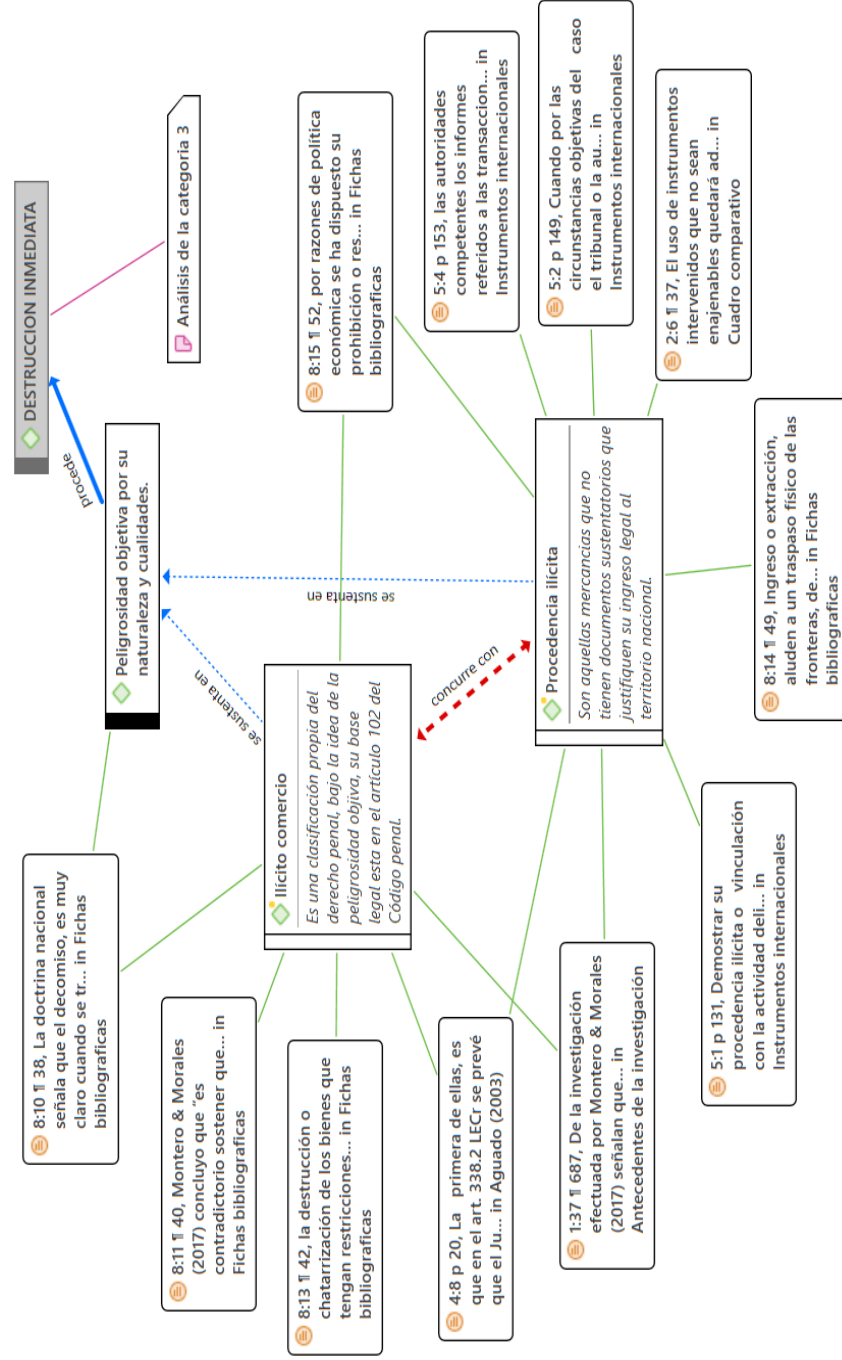 DESTRUCCION INMEDIATA
Análisis de la categoria 3
procede
Peligrosidad objetiva por su
naturaleza y cualidades.
se sustenta en
se sustenta en
8:10 ¶ 38, La doctrina nacional
señala que el decomiso, es muy
claro cuando se tr... in Fichas
bibliograficas
8:11 ¶ 40, Montero & Morales
(2017) concluyo que “es
contradictorio sostener que... in
Fichas bibliograficas
8:13 ¶ 42, la destrucción o
chatarrización de los bienes que
tengan restricciones... in Fichas
bibliograficas
4:8 p 20, La primera de ellas, es
que en el art. 338.2 LECr se prevé
que el Ju... in Aguado (2003)
1:37 ¶ 687, De la investigación
efectuada por Montero & Morales
(2017) señalan que... in
Antecedentes de la investigación
Ilícito comercio
Es una clasificación propia del
derecho penal, bajo la idea de la
peligrosidad objiva, su base
legal esta en el artículo 102 del
Código penal.
concurre con
8:15 ¶ 52, por razones de política
económica se ha dispuesto su
prohibición o res... in Fichas
bibliograficas
5:4 p 153, las autoridades
competentes los informes
referidos a las transaccion... in
Instrumentos internacionales
5:2 p 149, Cuando por las
circunstancias objetivas del caso
el tribunal o la au... in
Instrumentos internacionales
2:6 ¶ 37, El uso de instrumentos
intervenidos que no sean
enajenables quedará ad... in
Cuadro comparativo
Procedencia ilícita
Son aquellas mercancias que no
tienen documentos sustentatorios que
justifiquen su ingreso legal al
territorio nacional.
8:14 ¶ 49, Ingreso o extracción,
aluden a un traspaso físico de las
fronteras, de... in Fichas
bibliograficas
5:1 p 131, Demostrar su
procedencia ilícita o vinculación
con la actividad deli... in
Instrumentos internacionales